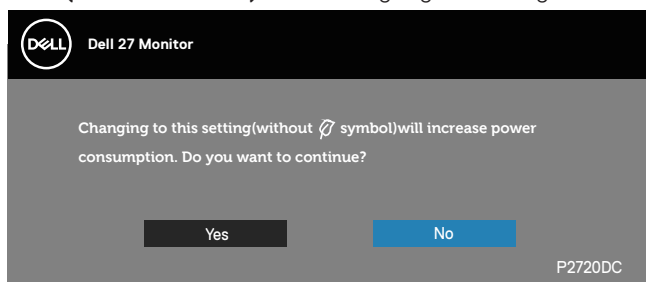 DELL
Dell 27 Monitor
Changing to this setting(without symbol)will increase power
consumption. Do you want to continue?
Yes No
P2720DC